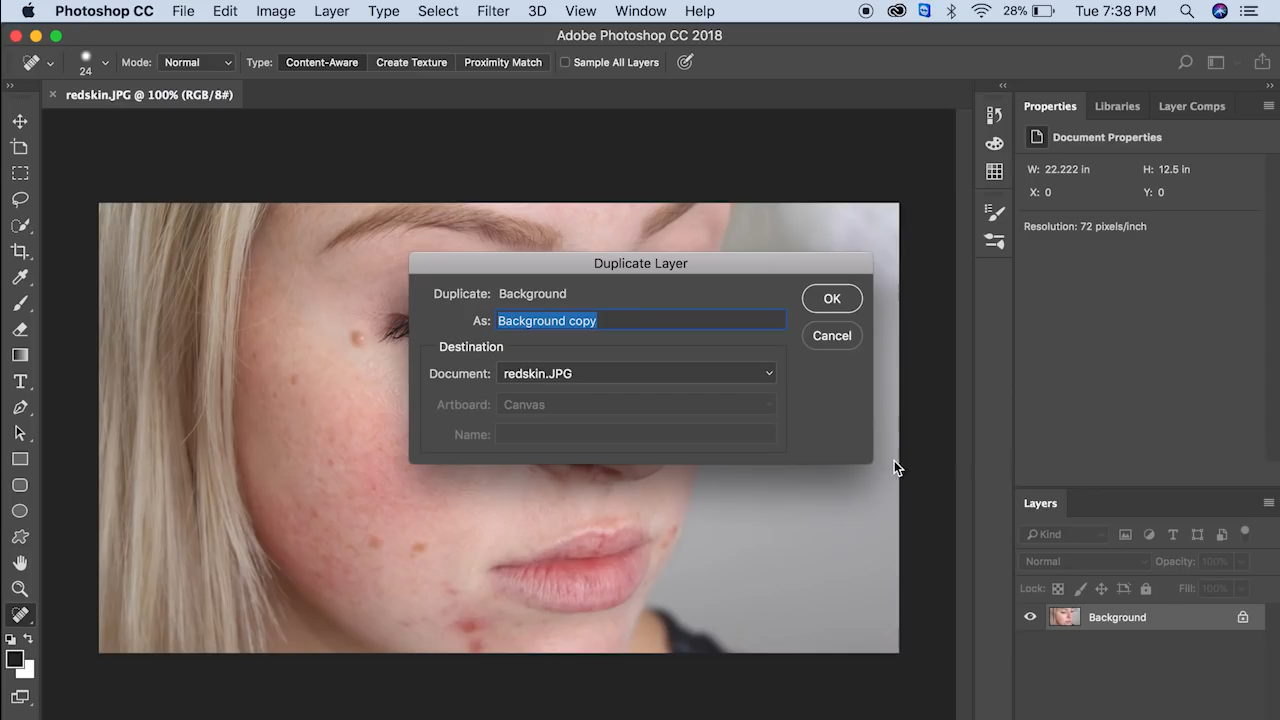 Photoshop CC File Edit Image Layer Type Select Filter 3D View Window Help 28% Tue 7:38 PM
Adobe Photoshop CC 2018
24 Mode: Normal Type: Content-Aware Create Texture Proximity Match Sample All Layers
redskin.JPG @ 100% (RGB/8#)
Properties Libraries Layer Comps
Document Properties
W: 22.222 in H: 12.5 in
X: 0 Y: 0
Resolution: 72 pixels/inch
Duplicate Layer
Duplicate: Background
As: Background copy
OK
Cancel
Destination
Document: redskin.JPG
Artboard: Canvas
Name:
Layers
Kind
Normal Opacity: 100%
Lock: Fill: 100%
Background